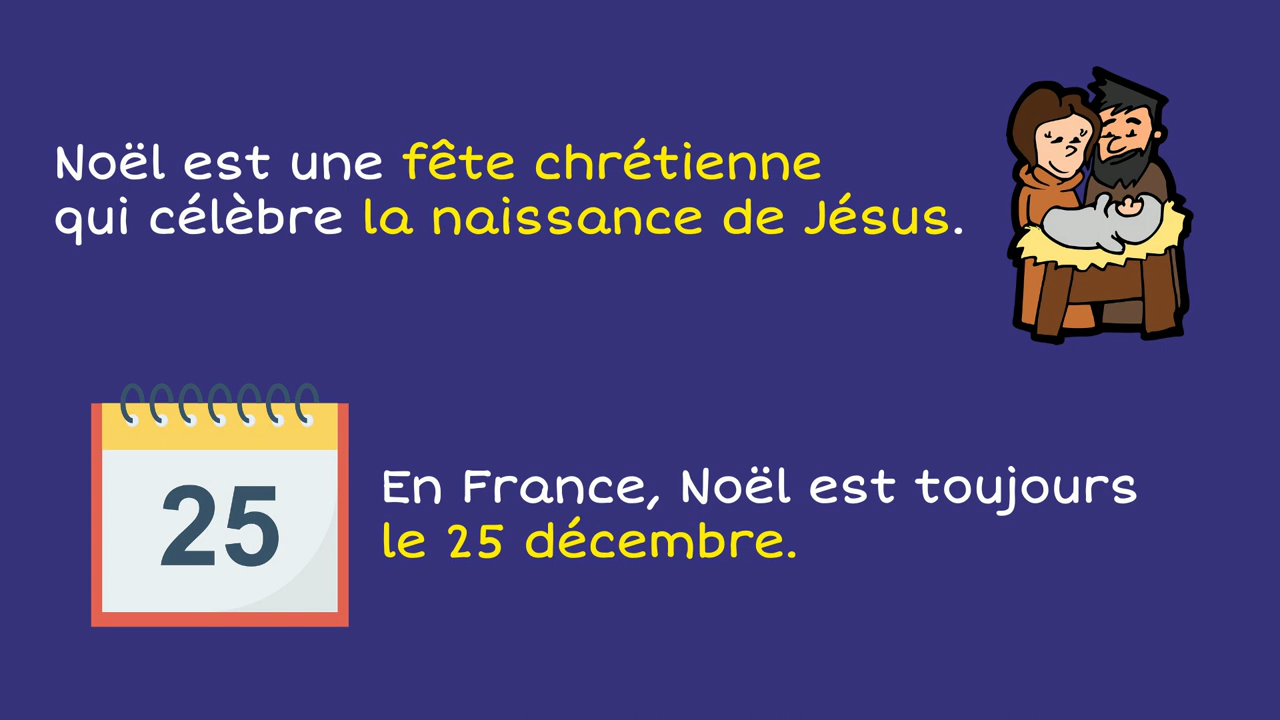 Noël est une fête chrétienne
qui célèbre la naissance de Jésus.
25
En France, Noël est toujours
le 25 décembre.